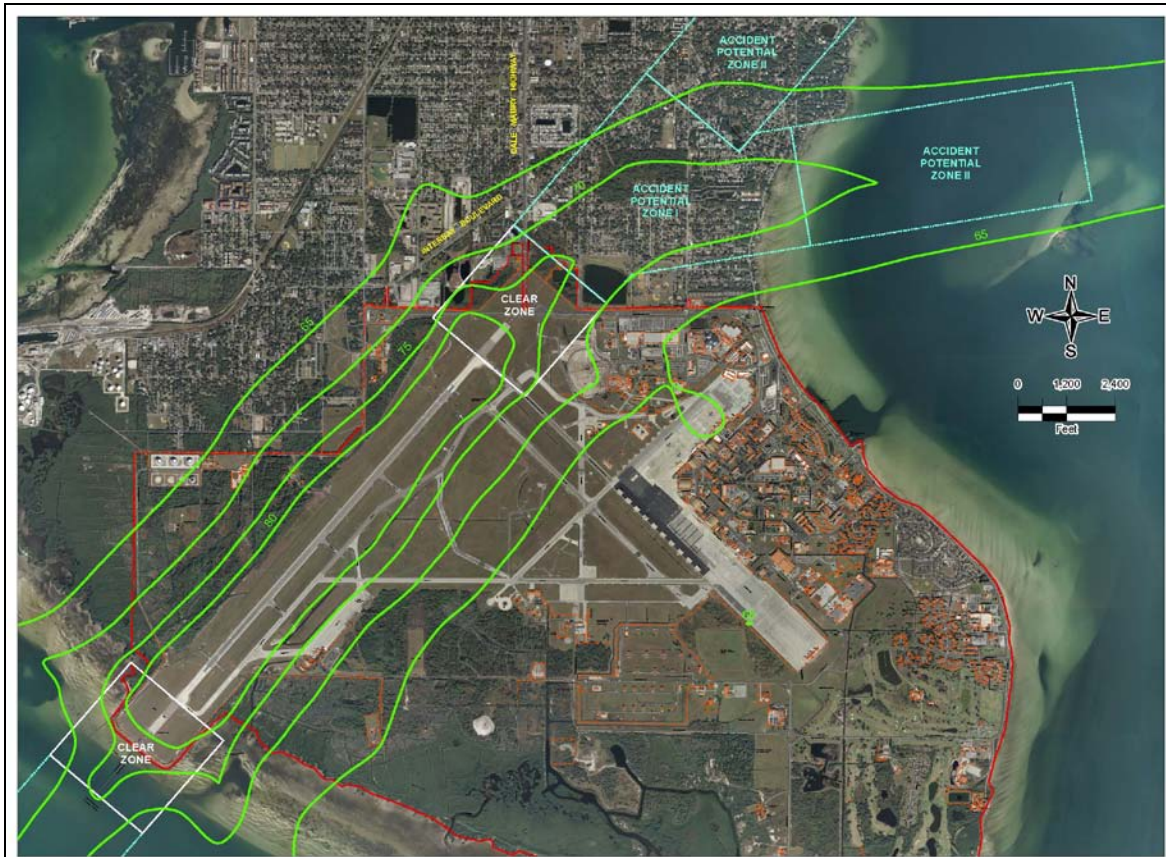 ACCIDENT
POTENTIAL
ZONE II
DALE MABRY HIGHWAY
ACCIDENT
POTENTIAL
ZONE II
70
ACCIDENT
POTENTIAL
ZONE I
INTERBAY BOULEVARD
65
N
W E
S
CLEAR
ZONE
65
75
0 1,200 2,400
Feet
80
CLEAR
ZONE